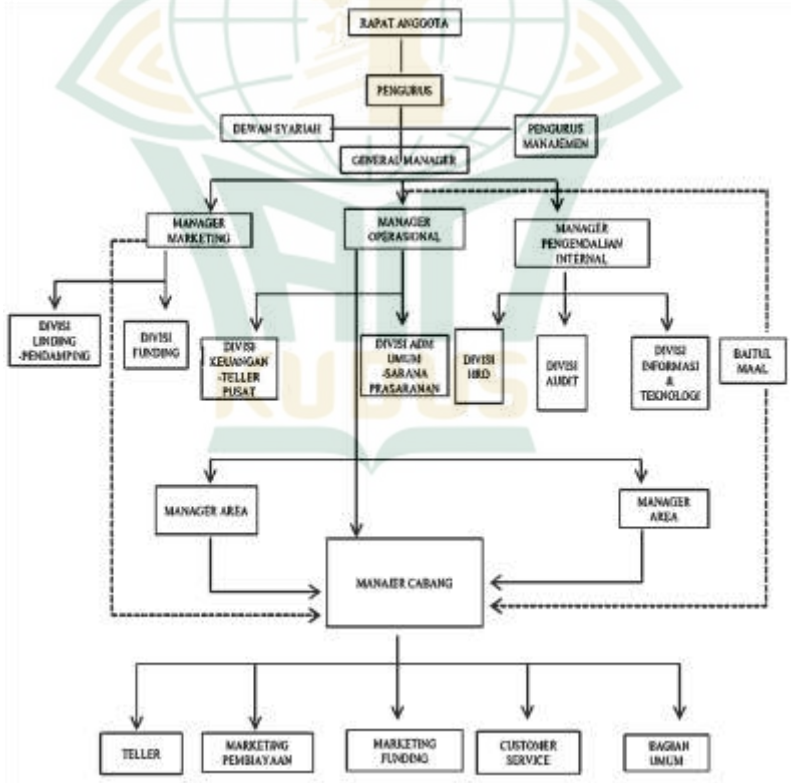 RAPAT ANGGOTA
PENGURUS
DEWAN SYARIAH
PENGURUS
MANAJEMEN
GENERAL MANAGER
MANAGER
MARKETING
MANAGER
OPERASIONAL
MANAGER
PENGENDALIAN
INTERNAL
DIVISI
LINDING
-PENDAMPING
DIVISI
FUNDING
DIVISI
KEUANGAN
-TELLER
PUSAT
DIVISI ADM
UMUM
-SARANA
PRASARANAN
DIVISI
HRD
DIVISI
AUDIT
DIVISI
INFORMASI
&
TEKNOLOGI
BAITUL
MAAL
KUDUS
MANAGER AREA
MANAGER
AREA
MANAJER CABANG
TELLER
MARKETING
PEMBIAYAAN
MARKETING
FUNDING
CUSTOMER
SERVICE
BAGIAN
UMUM